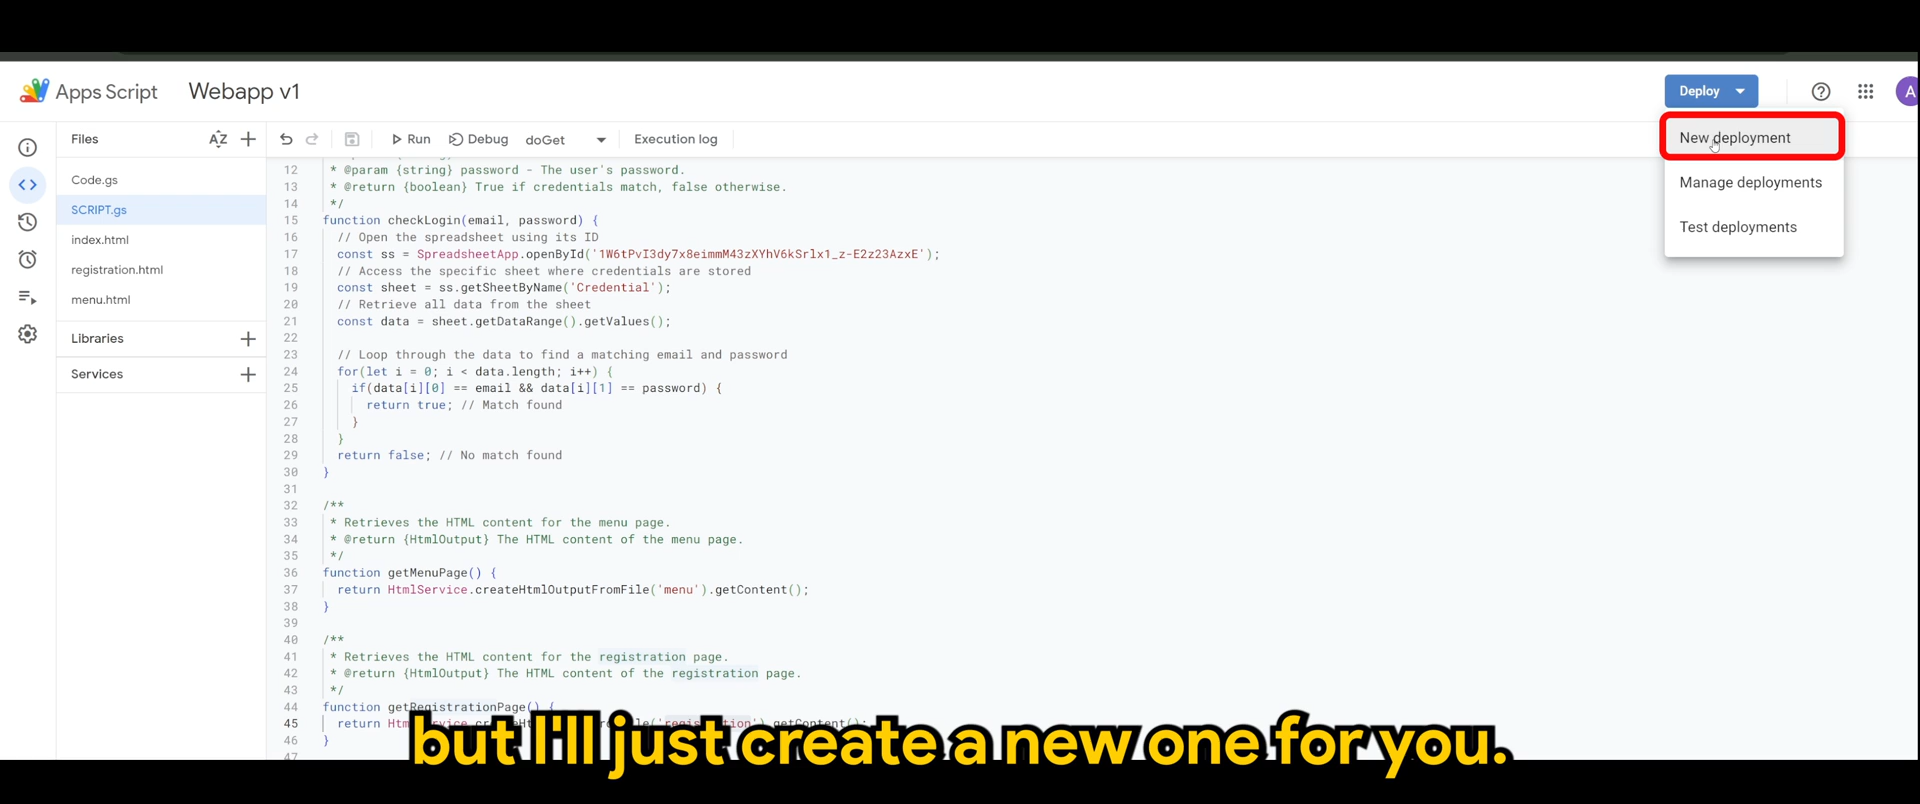 Apps Script Webapp v1 Deploy A
Files Run Debug doGet Execution log New deployment
Code.gs Manage deployments
SCRIPT.gs Test deployments
index.html
registration.html
menu.html
Libraries
Services
12 * @param {string} password - The user's password.
13 * @return {boolean} True if credentials match, false otherwise.
14 */
15 function checkLogin(email, password) {
16 // Open the spreadsheet using its ID
17 const ss = SpreadsheetApp.openById('1W6tPvI3dy7x8eimmM43zXYhV6kSrlx1_z-E2z23AzxE');
18 // Access the specific sheet where credentials are stored
19 const sheet = ss.getSheetByName('Credential');
20 // Retrieve all data from the sheet
21 const data = sheet.getDataRange().getValues();
22
23 // Loop through the data to find a matching email and password
24 for(let i = 0; i < data.length; i++) {
25 if(data[i][0] == email && data[i][1] == password) {
26 return true; // Match found
27 }
28 }
29 return false; // No match found
30 }
31
32 /**
33 * Retrieves the HTML content for the menu page.
34 * @return {HtmlOutput} The HTML content of the menu page.
35 */
36 function getMenuPage() {
37 return HtmlService.createHtmlOutputFromFile('menu').getContent();
38 }
39
40 /**
41 * Retrieves the HTML content for the registration page.
42 * @return {HtmlOutput} The HTML content of the registration page.
43 */
44 function getRegistrationPage() {
45 return
46 }
47
but I'll just create a new one for you.